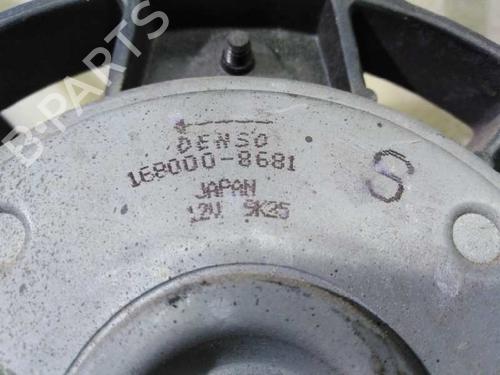 DENSO
168000-8681
JAPAN
12V 9K25
S
B-PARTS